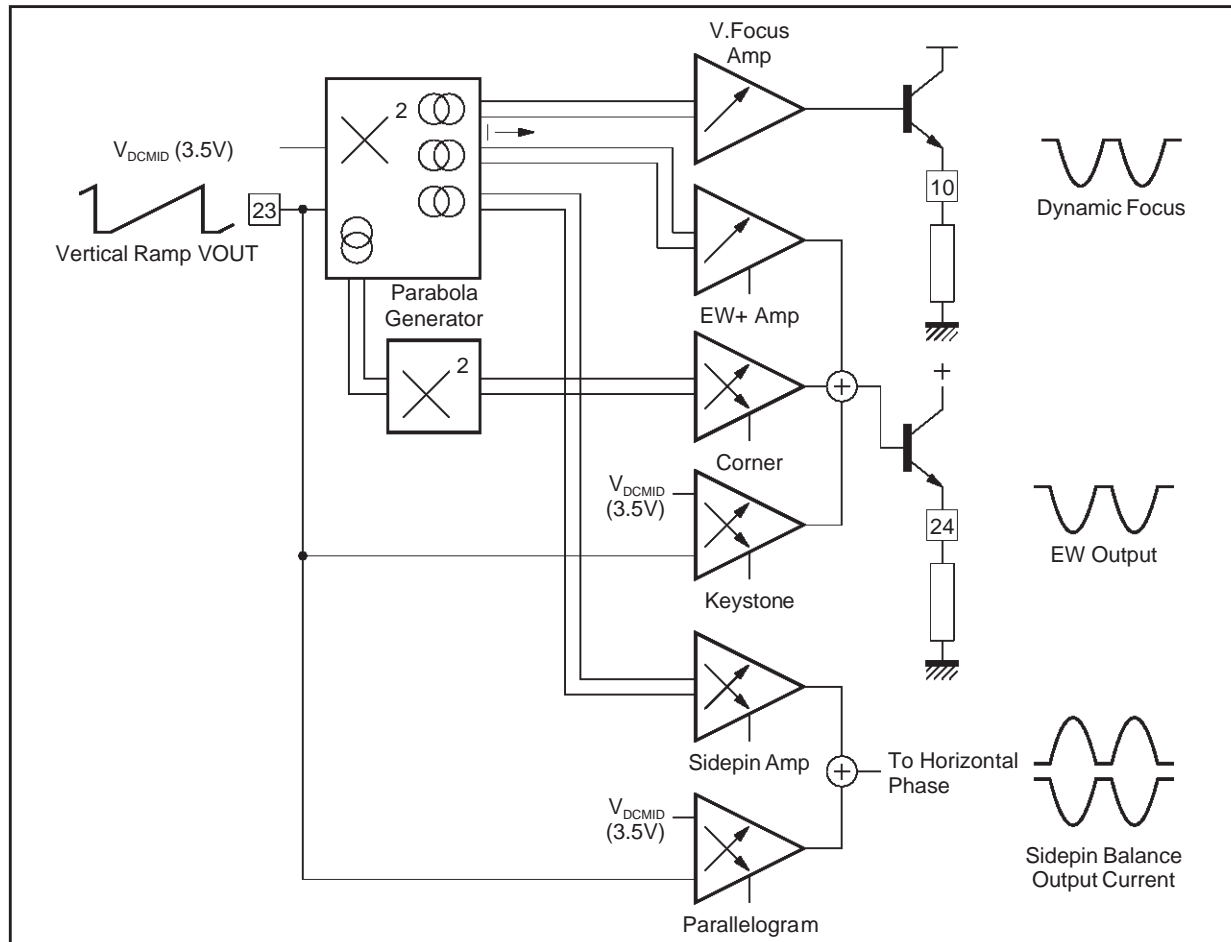 V.Focus
Amp
2
I
V_DCMID (3.5V)
10
23
Dynamic Focus
Vertical Ramp VOUT
Parabola
Generator
EW+ Amp
2
+
+
Corner
V_DCMID
(3.5V)
24
EW Output
Keystone
Sidepin Amp
+
To Horizontal
Phase
V_DCMID
(3.5V)
Sidepin Balance
Output Current
Parallelogram